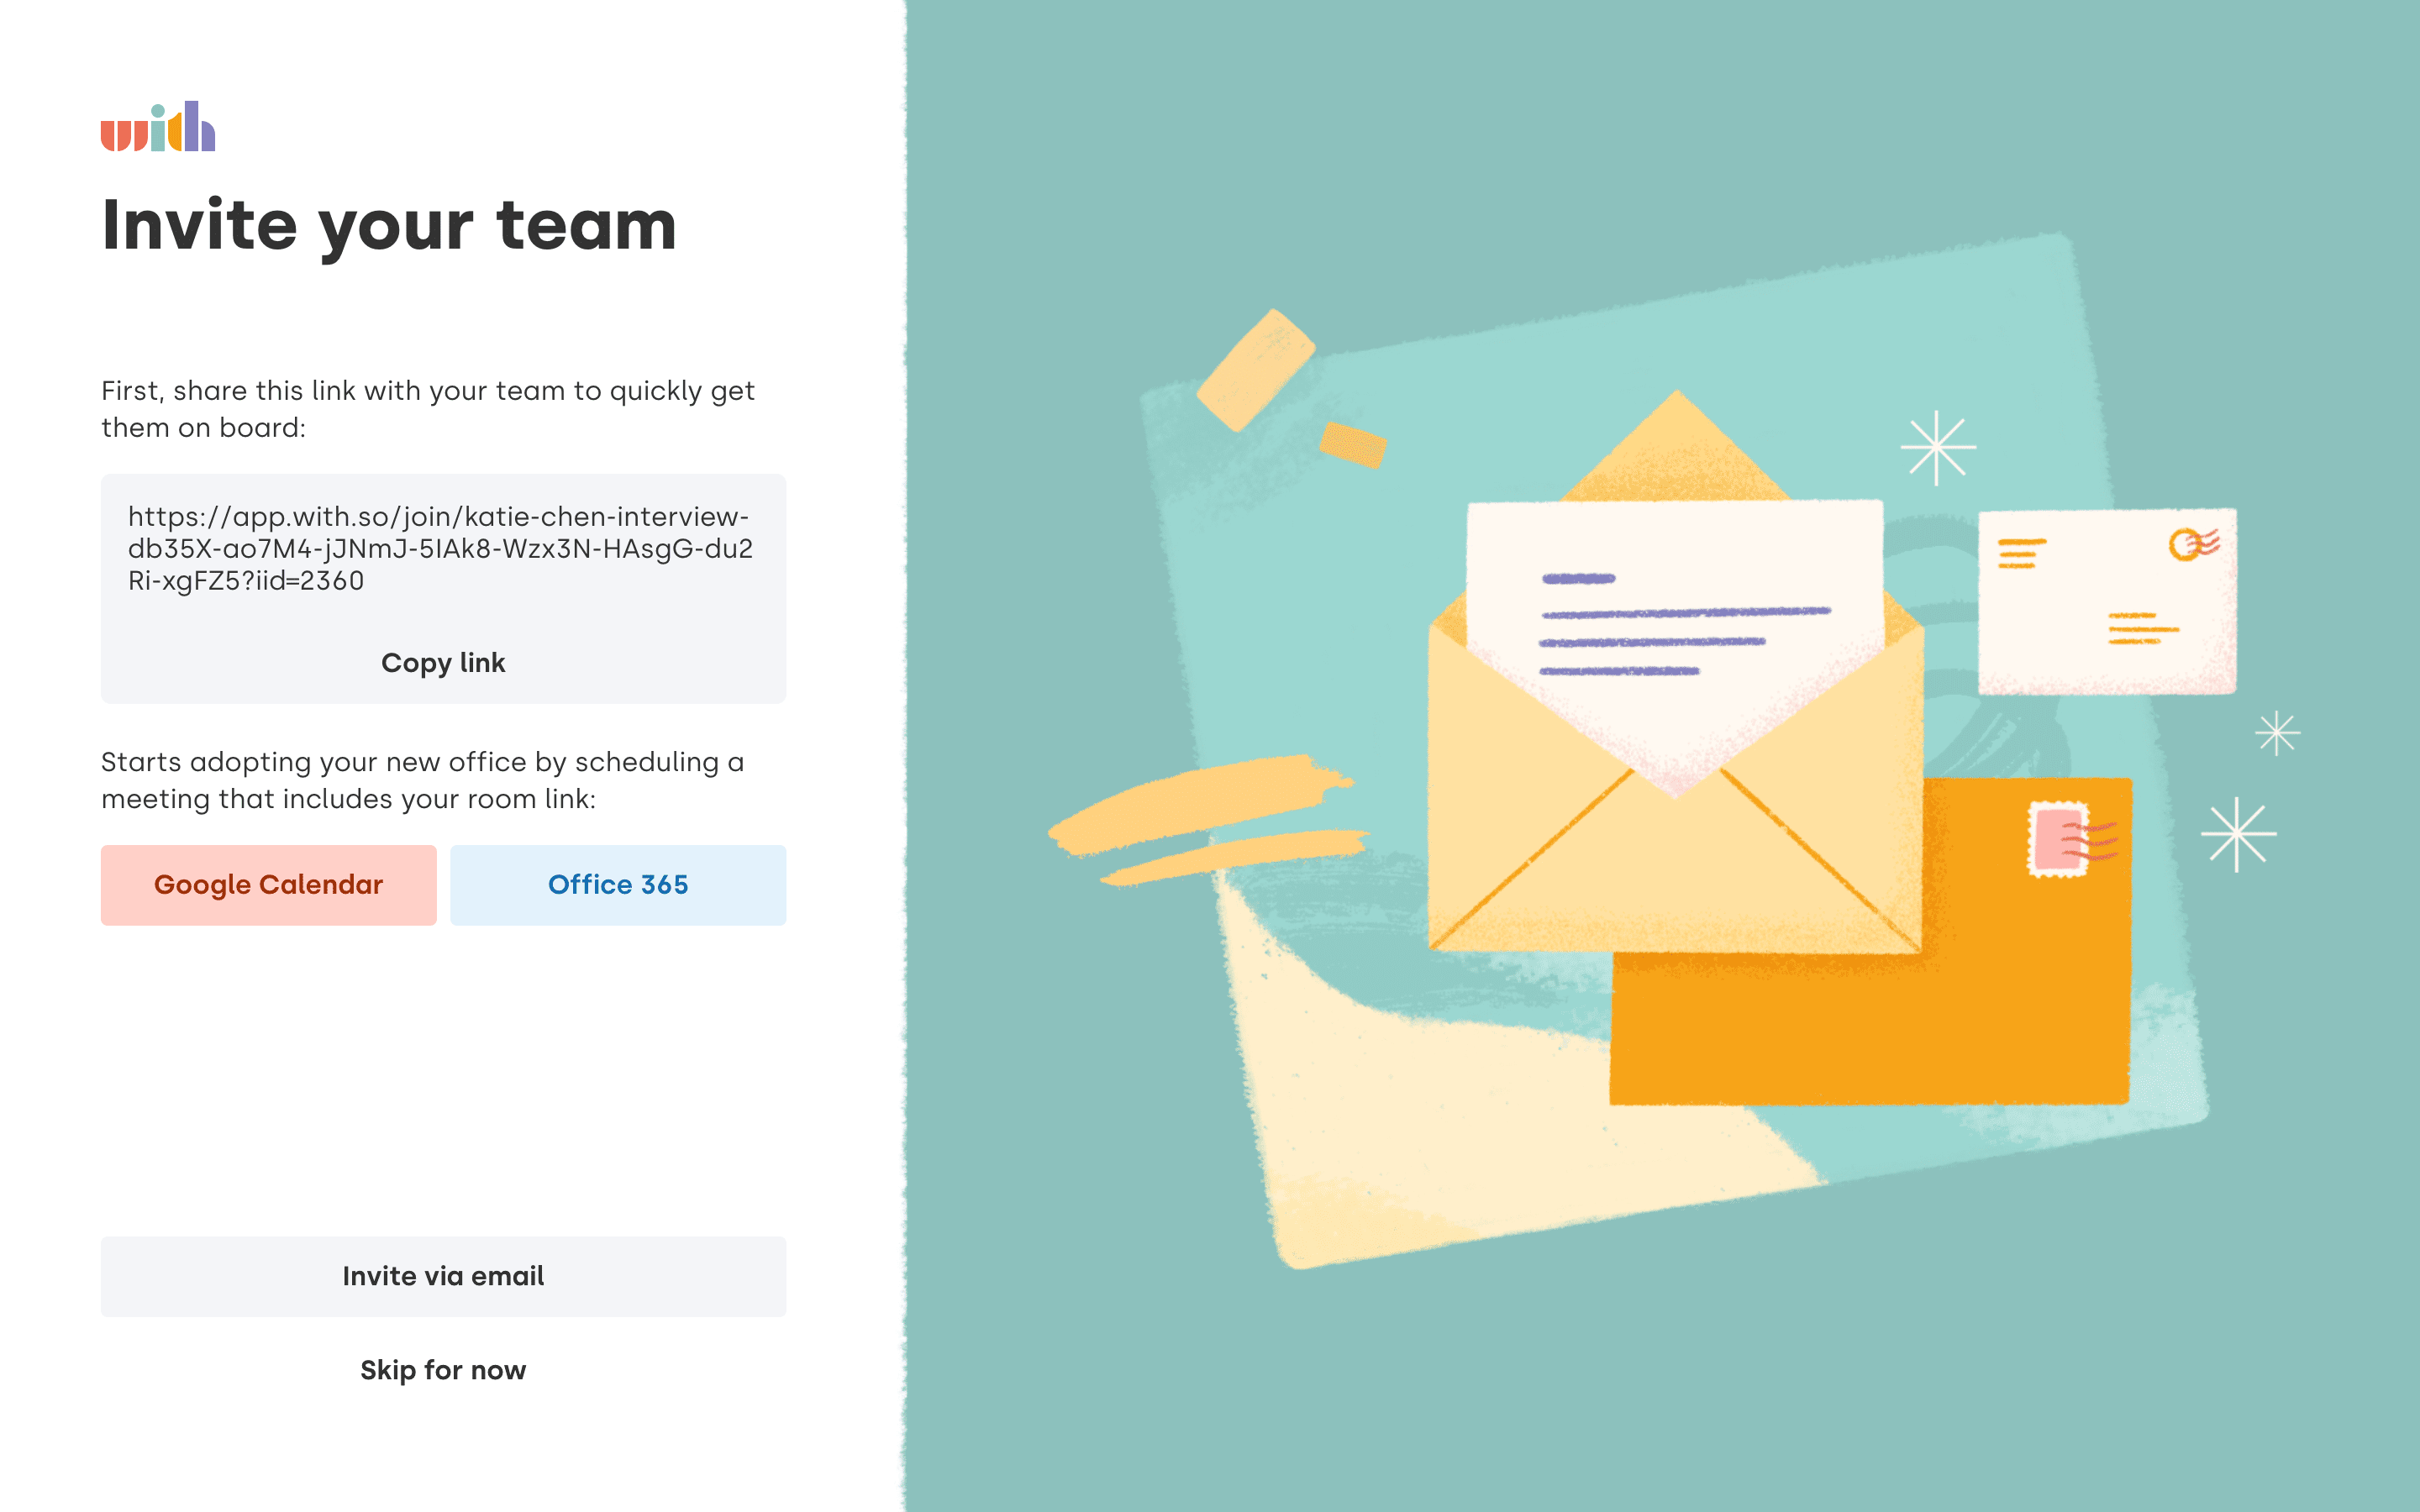 with
Invite your team
First, share this link with your team to quickly get
them on board:
https://app.with.so/join/katie-chen-interview-
db35X-ao7M4-jJNmJ-5IAk8-Wzx3N-HAsgG-du2
Ri-xgFZ5?iid=2360
Copy link
Starts adopting your new office by scheduling a
meeting that includes your room link:
Google Calendar
Office 365
Invite via email
Skip for now